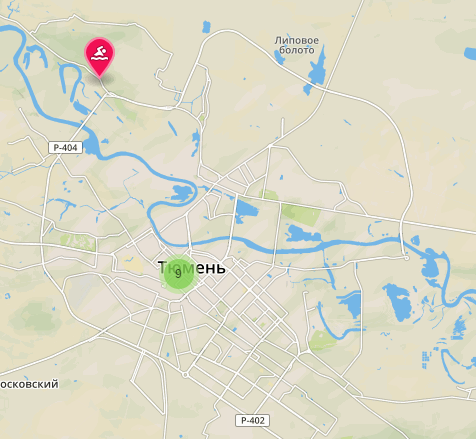 Липовое
болото
Р-404
Тюмень
9
осковский
Р-402